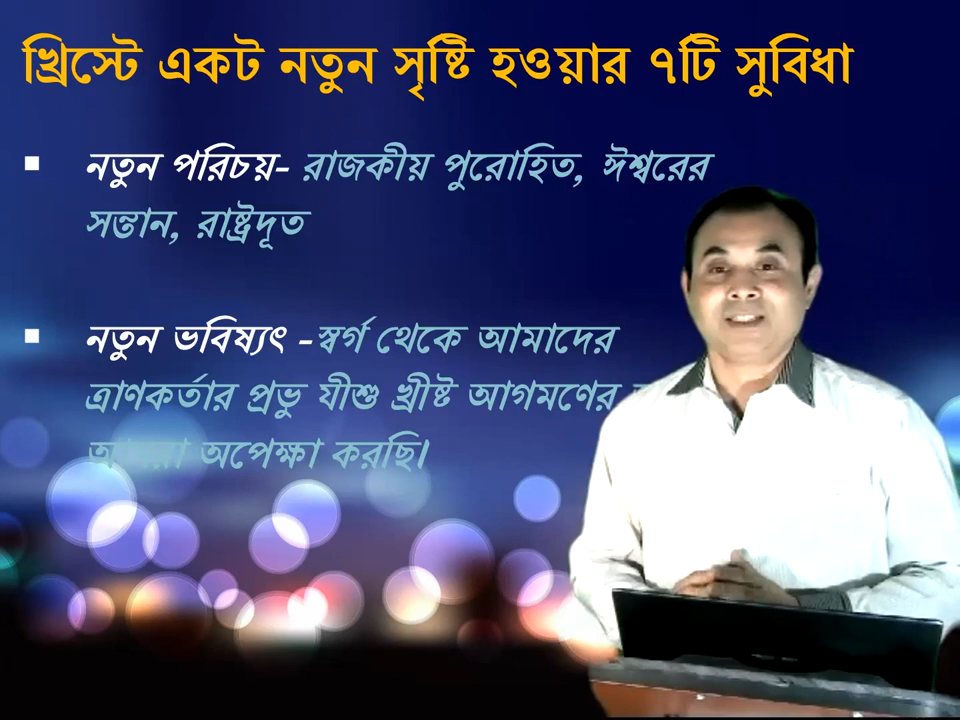 খ্রিস্টে একট নতুন সৃষ্টি হওয়ার ৭টি সুবিধা
▪ নতুন পরিচয়- রাজকীয় পুরোহিত, ঈশ্বরের
সন্তান, রাষ্ট্রদূত
▪ নতুন ভবিষ্যৎ -স্বর্গ থেকে আমাদের
ত্রাণকর্তার প্রভু যীশু খ্রীষ্ট আগমণের
অপেক্ষা করছি।